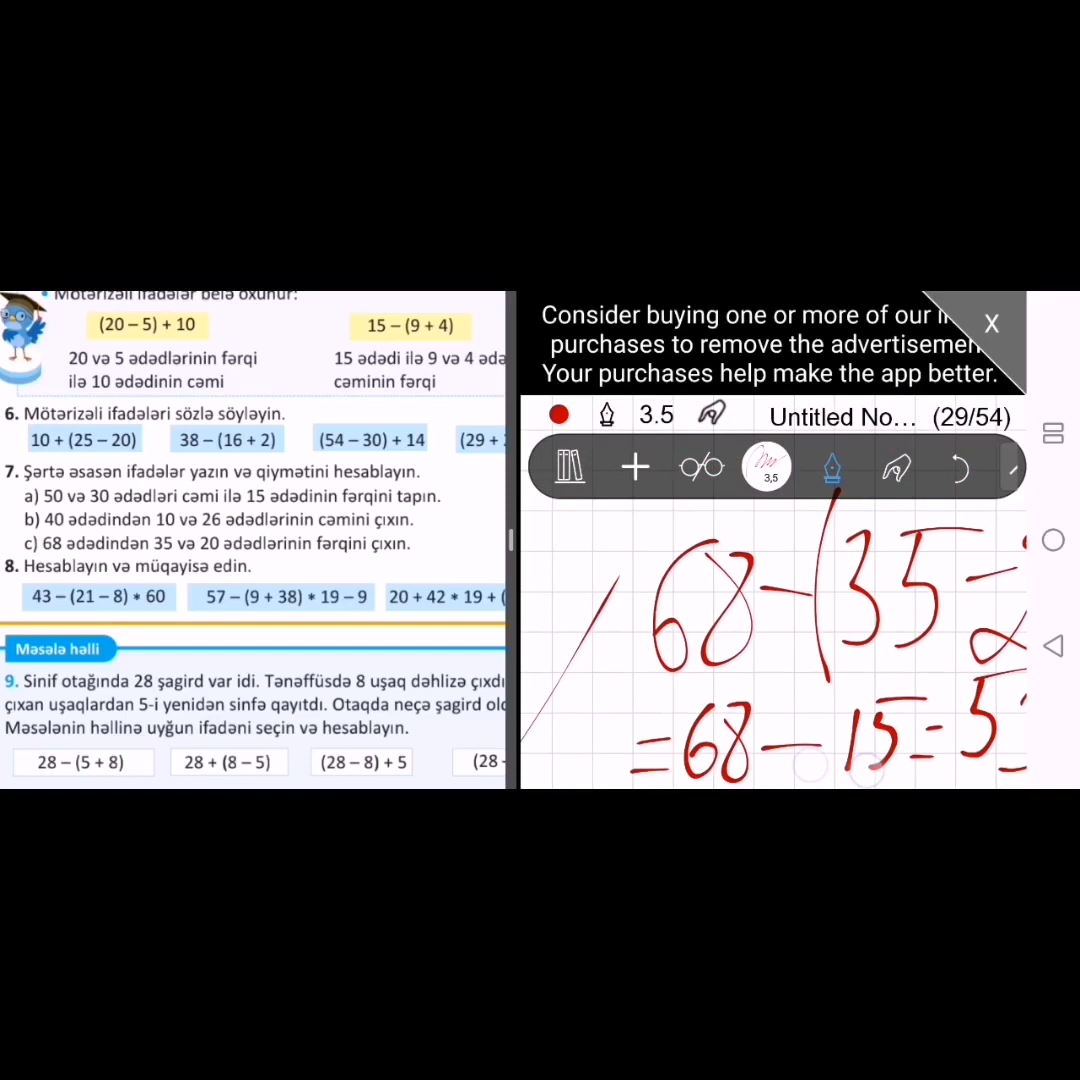 Mötərizəli ifadələr belə oxunur:
(20 – 5) + 10
15 – (9 + 4)
20 və 5 ədədlərinin fərqi
ilə 10 ədədinin cəmi
15 ədədi ilə 9 və 4 ədə
cəminin fərqi
6. Mötərizəli ifadələri sözlə söyləyin.
10 + (25 – 20) 38 – (16 + 2) (54 – 30) + 14 (29 +
7. Şərtə əsasən ifadələr yazın və qiymətini hesablayın.
a) 50 və 30 ədədləri cəmi ilə 15 ədədinin fərqini tapın.
b) 40 ədədindən 10 və 26 ədədlərinin cəmini çıxın.
c) 68 ədədindən 35 və 20 ədədlərinin fərqini çıxın.
8. Hesablayın və müqayisə edin.
43 – (21 – 8) * 60 57 – (9 + 38) * 19 – 9 20 + 42 * 19 + (
Məsələ həlli
9. Sinif otağında 28 şagird var idi. Tənəffüsdə 8 uşaq dəhlizə çıxdı
çıxan uşaqlardan 5-i yenidən sinfə qayıtdı. Otaqda neçə şagird olo
Məsələnin həllinə uyğun ifadəni seçin və hesablayın.
28 – (5 + 8) 28 + (8 – 5) (28 – 8) + 5 (28 -
Consider buying one or more of our in
purchases to remove the advertisemen
Your purchases help make the app better.
X
3.5 Untitled No... (29/54)
3,5
68 – (35 –
= 68 – 15 = 5